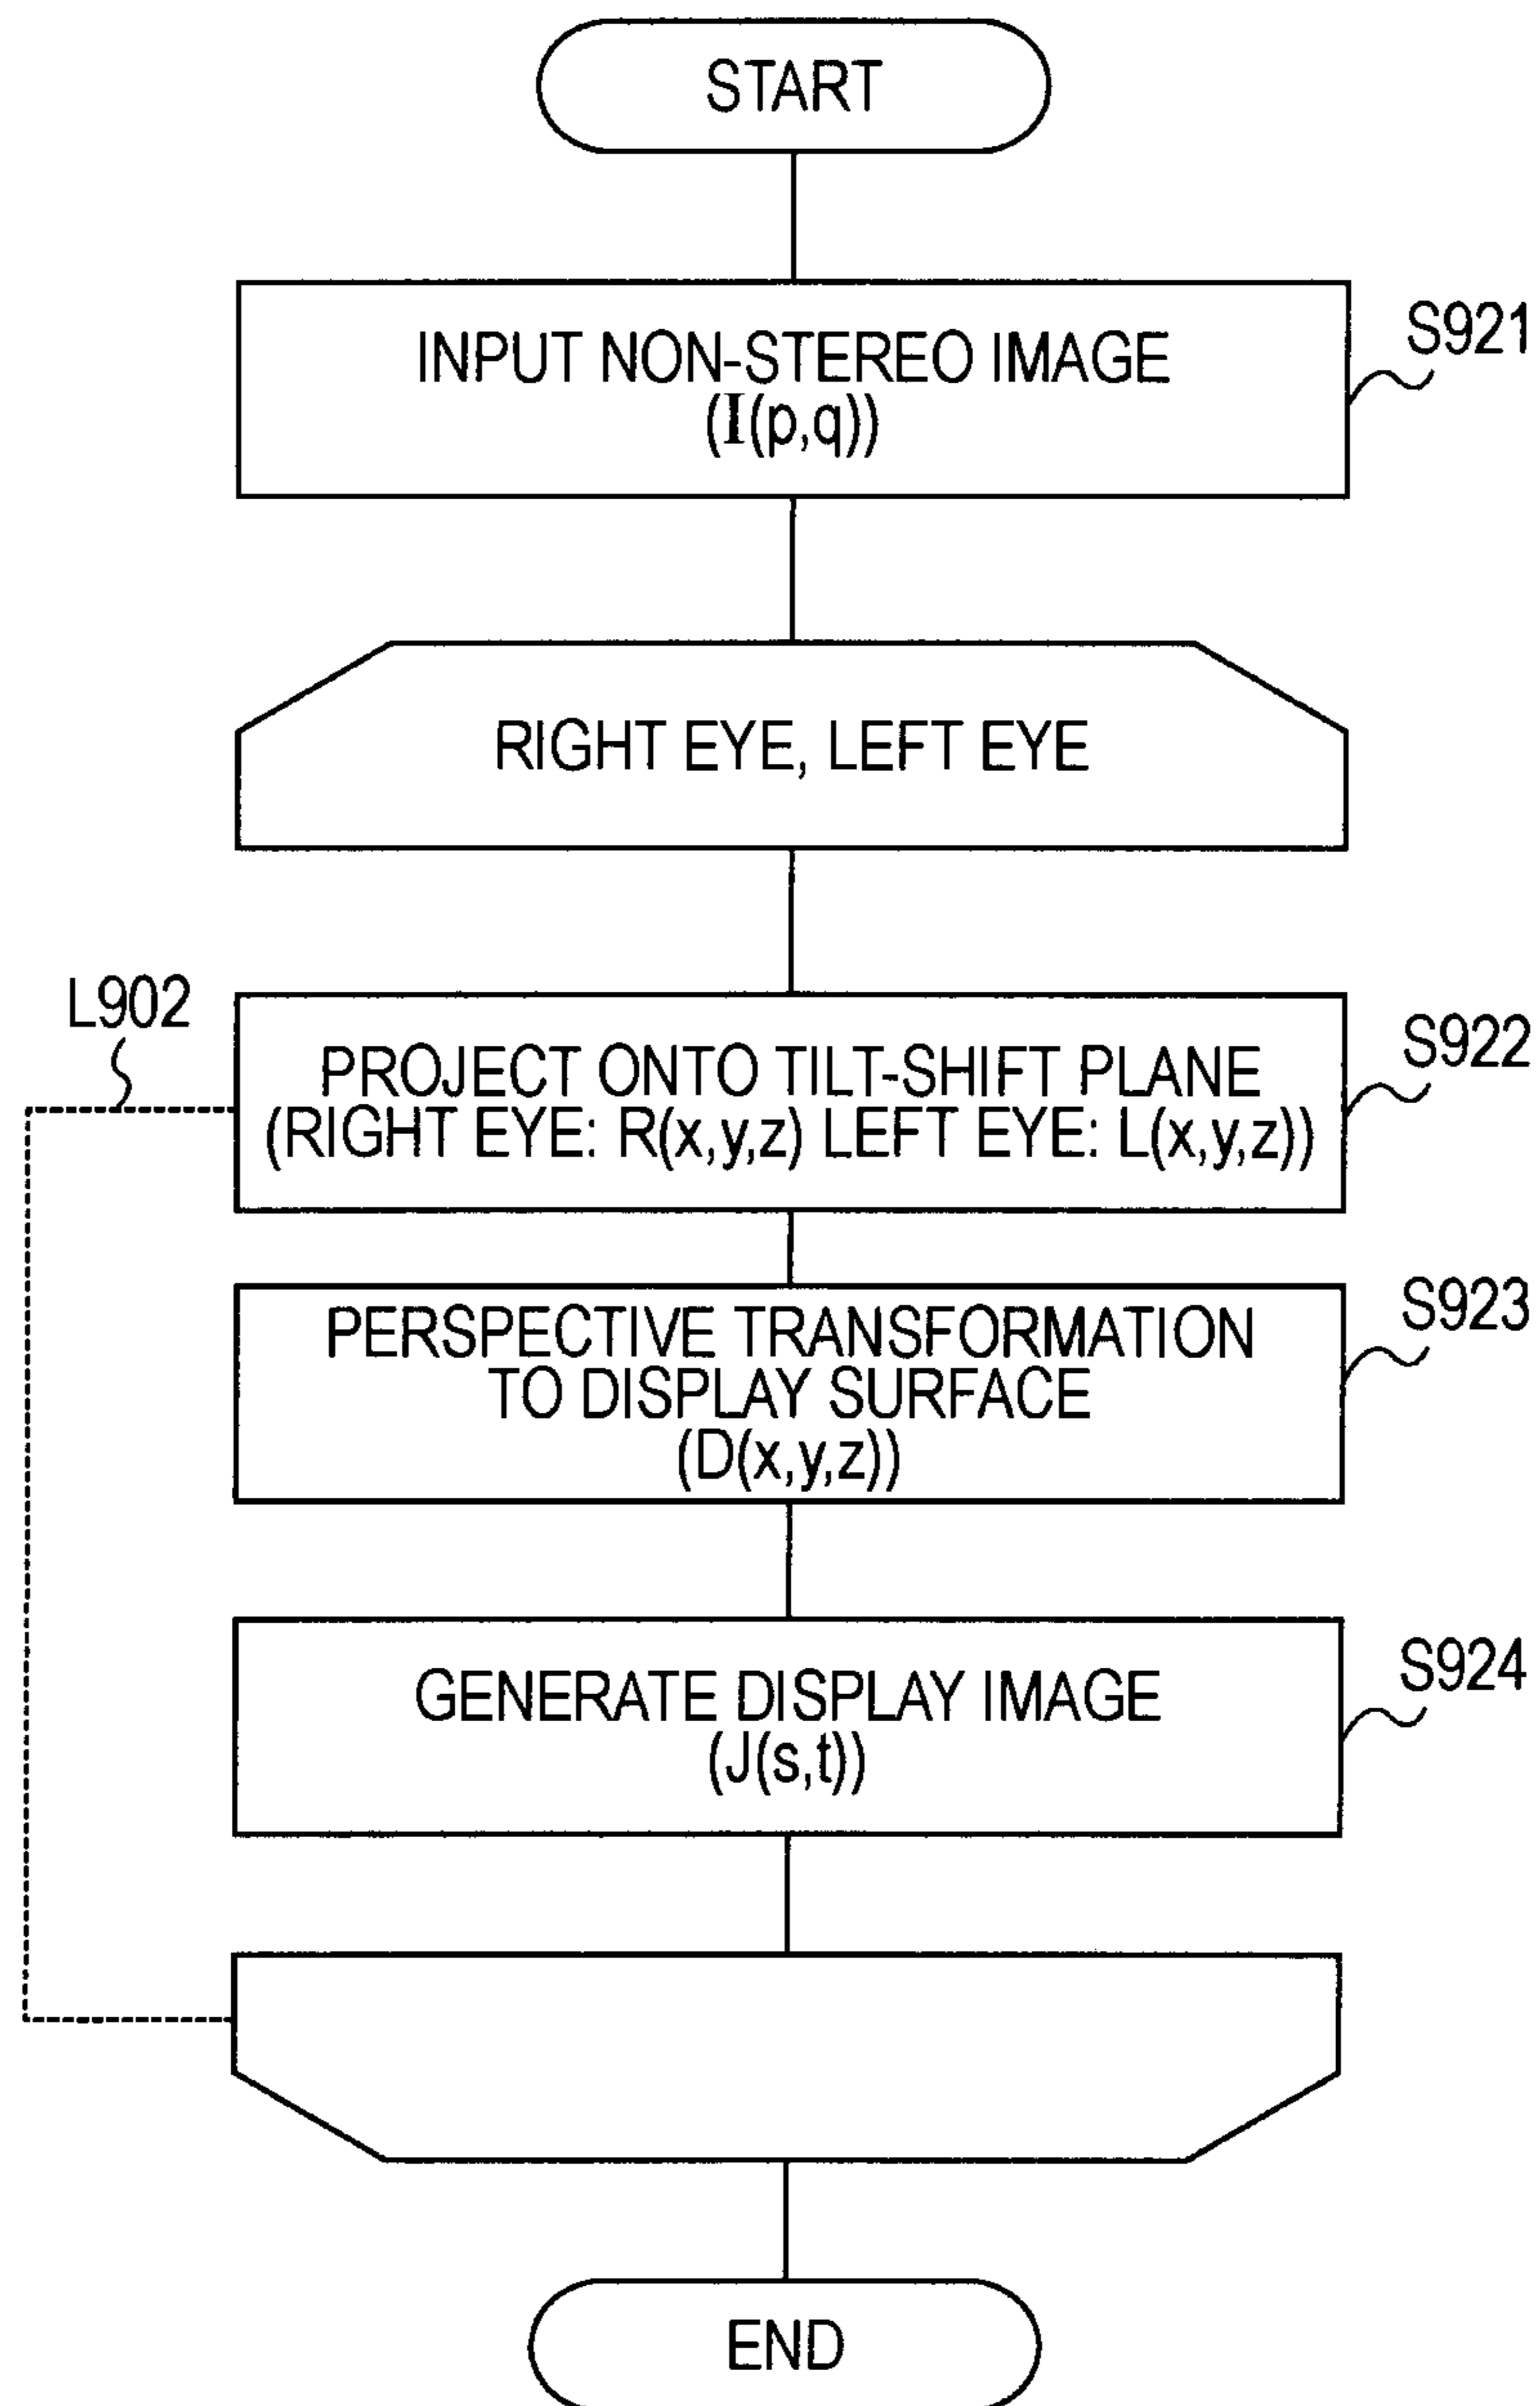 START
INPUT NON-STEREO IMAGE
(I(p,q))
S921
RIGHT EYE, LEFT EYE
L902
PROJECT ONTO TILT-SHIFT PLANE
(RIGHT EYE: R(x,y,z) LEFT EYE: L(x,y,z))
S922
PERSPECTIVE TRANSFORMATION
TO DISPLAY SURFACE
(D(x,y,z))
S923
GENERATE DISPLAY IMAGE
(J(s,t))
S924
END